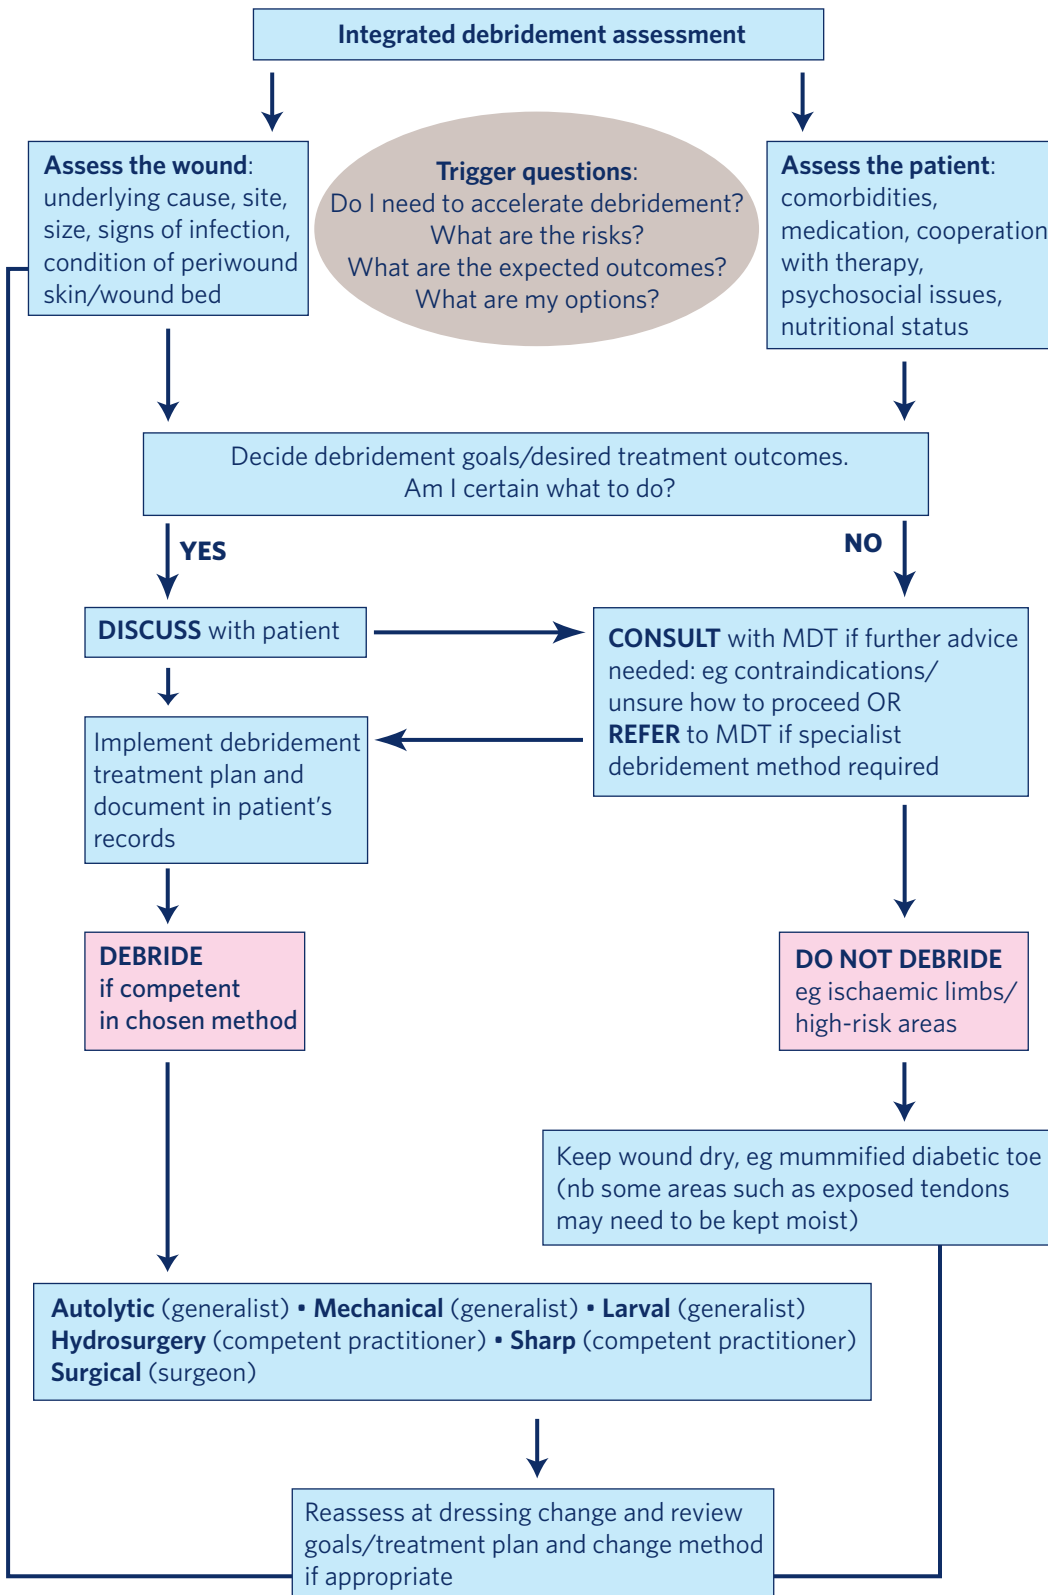 Integrated debridement assessment
Assess the wound:
underlying cause, site,
size, signs of infection,
condition of periwound
skin/wound bed
Trigger questions:
Do I need to accelerate debridement?
What are the risks?
What are the expected outcomes?
What are my options?
Assess the patient:
comorbidities,
medication, cooperation
with therapy,
psychosocial issues,
nutritional status
Decide debridement goals/desired treatment outcomes.
Am I certain what to do?
YES
NO
DISCUSS with patient
CONSULT with MDT if further advice
needed: eg contraindications/
unsure how to proceed OR
REFER to MDT if specialist
debridement method required
Implement debridement
treatment plan and
document in patient's
records
DEBRIDE
if competent
in chosen method
DO NOT DEBRIDE
eg ischaemic limbs/
high-risk areas
Keep wound dry, eg mummified diabetic toe
(nb some areas such as exposed tendons
may need to be kept moist)
Autolytic (generalist) • Mechanical (generalist) • Larval (generalist)
Hydrosurgery (competent practitioner) • Sharp (competent practitioner)
Surgical (surgeon)
Reassess at dressing change and review
goals/treatment plan and change method
if appropriate